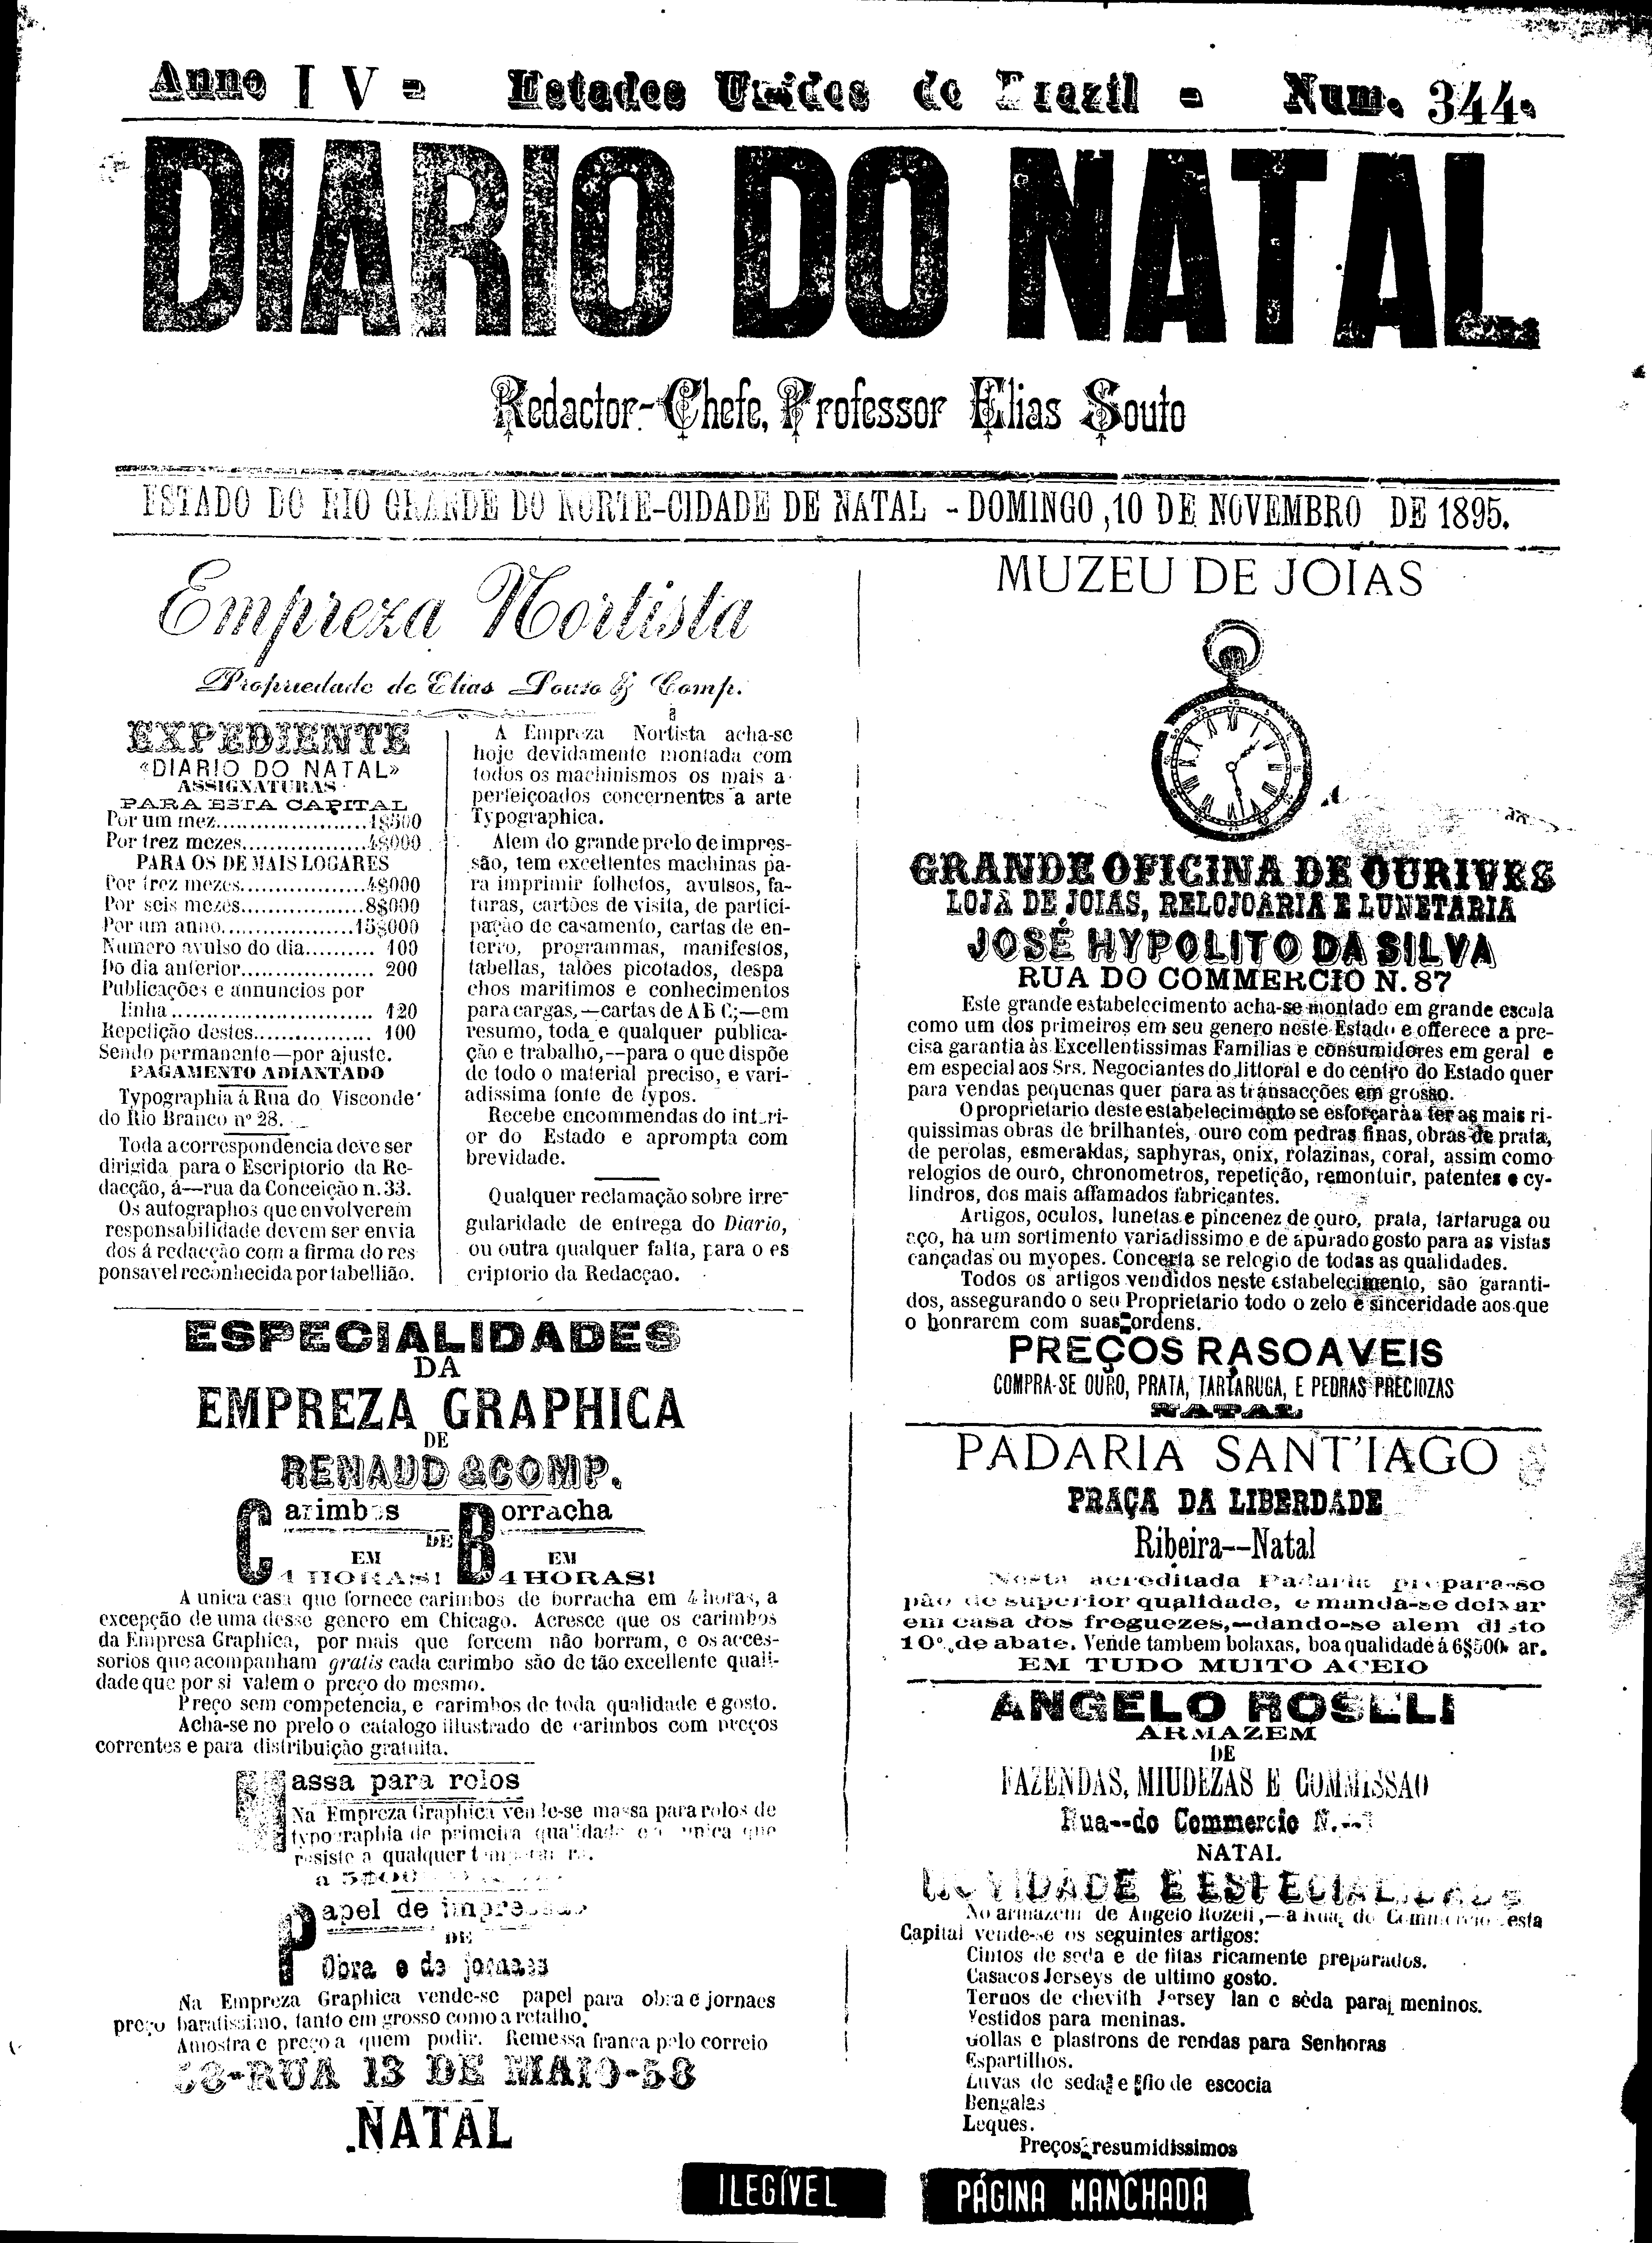 Anno IV - Estados Unidos do Brazil - Num. 344.
DIARIO DO NATAL
Redactor-Chefe, Professor Elias Souto
ESTADO DO RIO GRANDE DO NORTE-CIDADE DE NATAL - DOMINGO, 10 DE NOVEMBRO DE 1895.
Empreza Nortista
Propriedade de Elias Souto & Comp.
EXPEDIENTE
«DIARIO DO NATAL»
ASSIGNATURAS
PARA ESTA CAPITAL
Por um mez......................1$500
Por trez mezes..................4$000
PARA OS DEMAIS LOGARES
Por trez mezes..................4$000
Por seis mezes..................8$000
Por um anno....................15$000
Numero avulso do dia.......... 100
Do dia anterior.................... 200
Publicações e annuncios por
linha.............................. 120
Repetição destes................. 100
Sendo permanente—por ajuste.
PAGAMENTO ADIANTADO
Typographia á Rua do Visconde
do Rio Branco nº 28.
Toda a correspondencia deve ser
dirigida para o Escriptorio da Re-
dacção, á—rua da Conceição n. 33.
Os autographos que envolverem
responsabilidade devem ser envia
dos á redacção com a firma do res
ponsavel reconhecida por tabellião.
A Empreza Nortista acha-se
hoje devidamente montada com
todos os machinismos os mais a-
perfeiçoados concernentes a arte
Typographica.
Alem do grande prelo de impres-
são, tem excellentes machinas pa-
ra imprimir folhetos, avulsos, fa-
turas, cartões de visita, de partici-
pação de casamento, cartas de en-
terro, programmas, manifestos,
tabellas, talões picotados, despa
chos maritimos e conhecimentos
para cargas,—cartas de A B C;—em
resumo, toda e qualquer publica-
ção e trabalho,--para o que dispõe
de todo o material preciso, e vari-
adissima fonte de typos.
Recebe encommendas do interi-
or do Estado e aprompta com
brevidade.
Qualquer reclamação sobre irre-
gularidade de entrega do Diario,
ou outra qualquer falta, para o es
criptorio da Redacçao.
ESPECIALIDADES
DA
EMPREZA GRAPHICA
DE
RENAUD & COMP.
Carimbos DE Borracha
EM EM
4 HORAS! 4 HORAS!
A unica casa que fornece carimbos de borracha em 4 horas, a
excepção de uma desse genero em Chicago. Acresce que os carimbos
da Empresa Graphica, por mais que forcem não borram, e os acces-
sorios que acompanham gratis cada carimbo são de tão excellente quali-
dade que por si valem o preço do mesmo.
Preço sem competencia, e carimbos de toda qualidade e gosto.
Acha-se no prelo o catalogo illustrado de cariimbos com preços
correntes e para distribuição gratuita.
Massa para rolos
Na Empreza Graphica vende-se massa para rolos de
typographia de primeira qualidade unica que
resiste a qualquer
Papel de impressão
DE
Obra e de jornaes
Na Empreza Graphica vende-se papel para obra e jornaes
preço baratissimo, tanto em grosso como a retalho.
Amostra e preço a quem podir. Remessa franca pelo correio
58-RUA 13 DE MAIO-58
NATAL
MUZEU DE JOIAS
GRANDE OFICINA DE OURIVES
LOJA DE JOIAS, RELOJOARIA E LUNETARIA
JOSÉ HYPOLITO DA SILVA
RUA DO COMMERCIO N. 87
Este grande estabelecimento acha-se montado em grande escala
como um dos primeiros em seu genero neste Estado e offerece a pre-
cisa garantia às Excellentissimas Familias e consumidores em geral e
em especial aos Srs. Negociantes do littoral e do centro do Estado quer
para vendas pequenas quer para as transacções em grosso.
O proprietario deste estabelecimento se esforçará a ter as mais ri-
quissimas obras de brilhantes, ouro com pedras finas, obras de prata,
de perolas, esmeraldas, saphyras, onix, rolazinas, coral, assim como
relogios de ouro, chronometros, repetição, remontuir, patentes e cy-
lindros, dos mais affamados fabricantes.
Artigos, oculos, lunetas e pincenez de ouro, prata, tartaruga ou
aço, ha um sortimento variadissimo e de apurado gosto para as vistas
cançadas ou myopes. Concerta se relogio de todas as qualidades.
Todos os artigos vendidos neste estabelecimento, são garanti-
dos, assegurando o seu Proprietario todo o zelo e sinceridade aos que
o honrarem com suas ordens.
PREÇOS RASOAVEIS
COMPRA-SE OURO, PRATA, TARTARUGA, E PEDRAS PRECIOZAS
NATAL
PADARIA SANT'IAGO
PRAÇA DA LIBERDADE
Ribeira--Natal
Nesta acreditada Padaria prepara-se
pão de superior qualidade, e manda-se deixar
em casa dos freguezes,—dando-se alem disto
10º. de abate. Vende tambem bolaxas, boa qualidade á 6$500 ar.
EM TUDO MUITO ACEIO
ANGELO ROSELLI
ARMAZEM
DE
FAZENDAS, MIUDEZAS E COMMISSAO
Rua--do Commercio N.--
NATAL
NOVIDADE E ESPECIALIDADE
No armazem de Angelo Rozeli,—a Rua do Commercio desta
Capital vende-se os seguintes artigos:
Cintos de seda e de fitas ricamente preparados.
Casacos Jerseys de ultimo gosto.
Ternos de chevith Jersey lan e sèda para meninos.
Vestidos para meninas.
Gollas e plastrons de rendas para Senhoras
Espartilhos.
Luvas de seda e fio de escocia
Bengalas
Leques.
Preços resumidissimos
ILEGÍVEL
PÁGINA MANCHADA